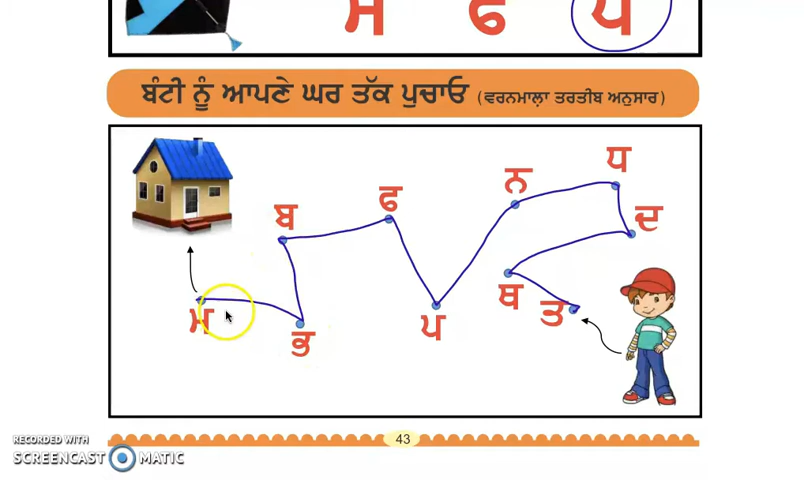 ਸ ਫ ਪ
ਬੰਟੀ ਨੂੰ ਆਪਣੇ ਘਰ ਤੱਕ ਪੁਚਾਓ (ਵਰਨਮਾਲਾ਼ ਤਰਤੀਬ ਅਨੁਸਾਰ)
ਧ
ਨ
ਫ
ਬ
ਦ
ਥ
ਤ
ਮ
ਪ
ਭ
43
RECORDED WITH
SCREENCAST MATIC